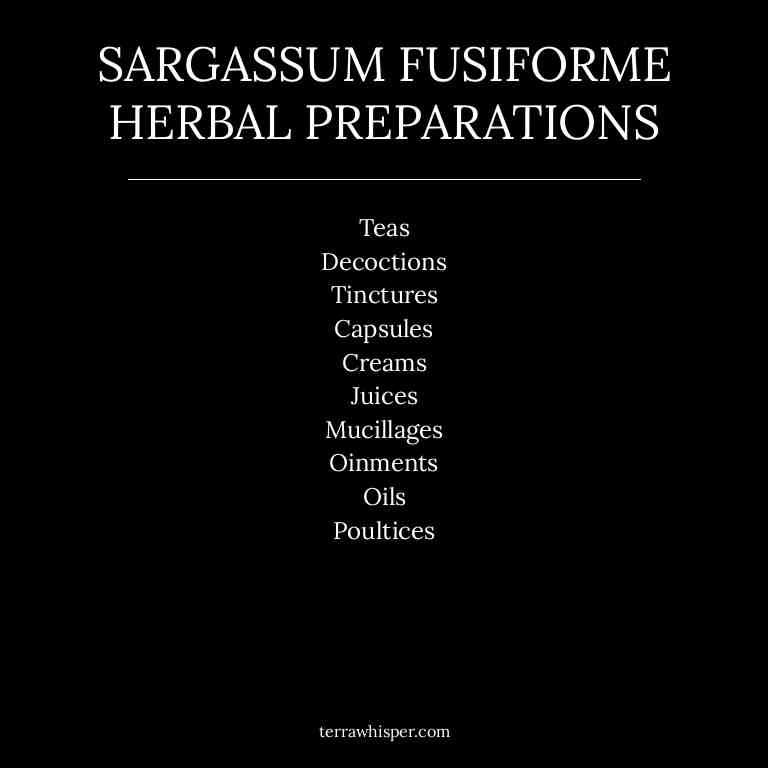 SARGASSUM FUSIFORME
HERBAL PREPARATIONS
Teas
Decoctions
Tinctures
Capsules
Creams
Juices
Mucillages
Oinments
Oils
Poultices
terrawhisper.com